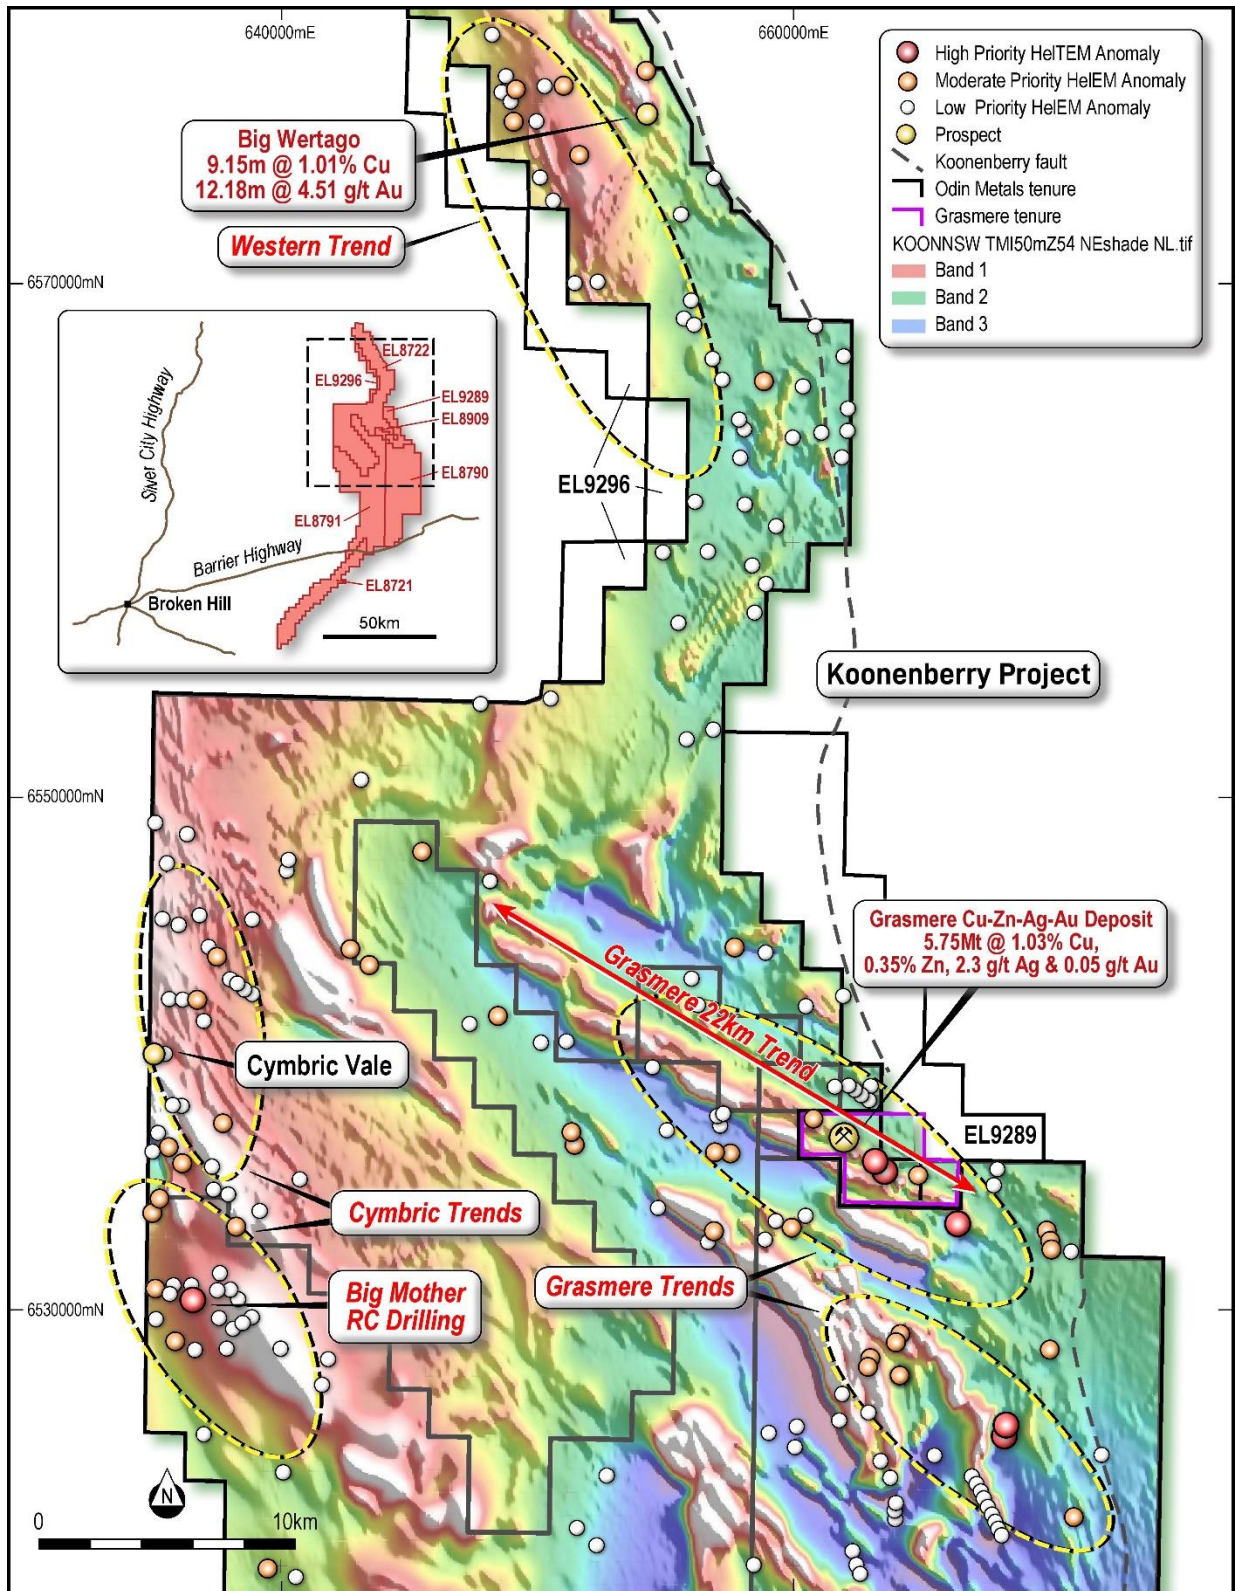 640000mE
660000mE
High Priority HelTEM Anomaly
Moderate Priority HelEM Anomaly
Low Priority HelEM Anomaly
Prospect
Koonenberry fault
Odin Metals tenure
Grasmere tenure
KOONNSW TMI50mZ54 NEshade NL.tif
Band 1
Band 2
Band 3
Big Wertago
9.15m @ 1.01% Cu
12.18m @ 4.51 g/t Au
Western Trend
6570000mN
EL8722
EL9296
EL9289
EL8909
EL8790
EL8791
EL8721
Silver City Highway
Barrier Highway
Broken Hill
50km
EL9296
Koonenberry Project
6550000mN
Grasmere Cu-Zn-Ag-Au Deposit
5.75Mt @ 1.03% Cu,
0.35% Zn, 2.3 g/t Ag & 0.05 g/t Au
Grasmere 22km Trend
Cymbric Vale
EL9289
Cymbric Trends
Grasmere Trends
Big Mother
RC Drilling
6530000mN
N
0
10km